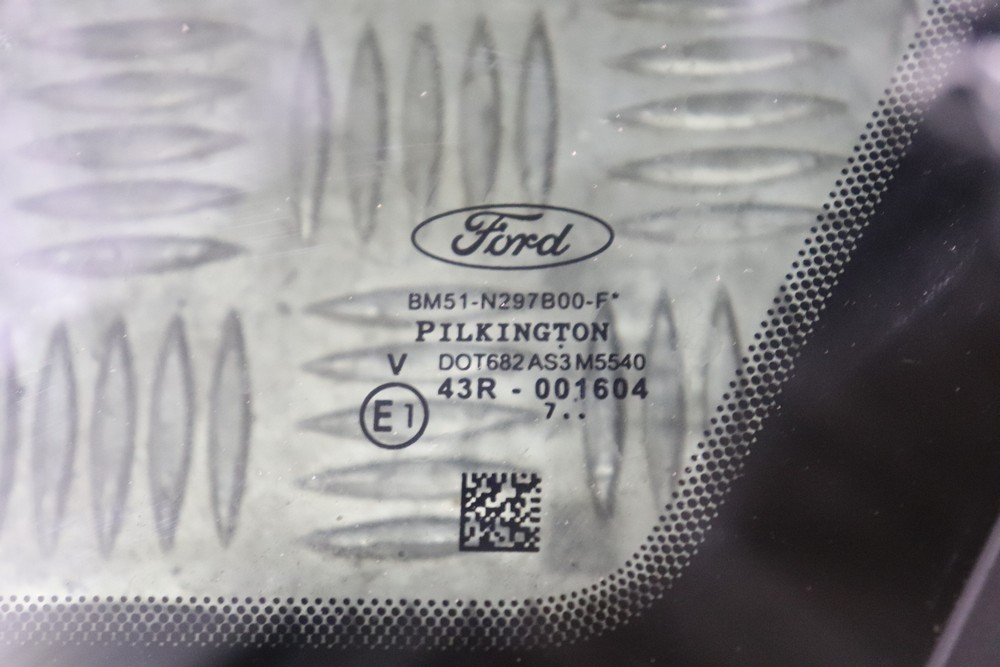 Ford
BM51-N297B00-F*
PILKINGTON
V DOT682 AS3 M5540
43R - 001604
E1 7..